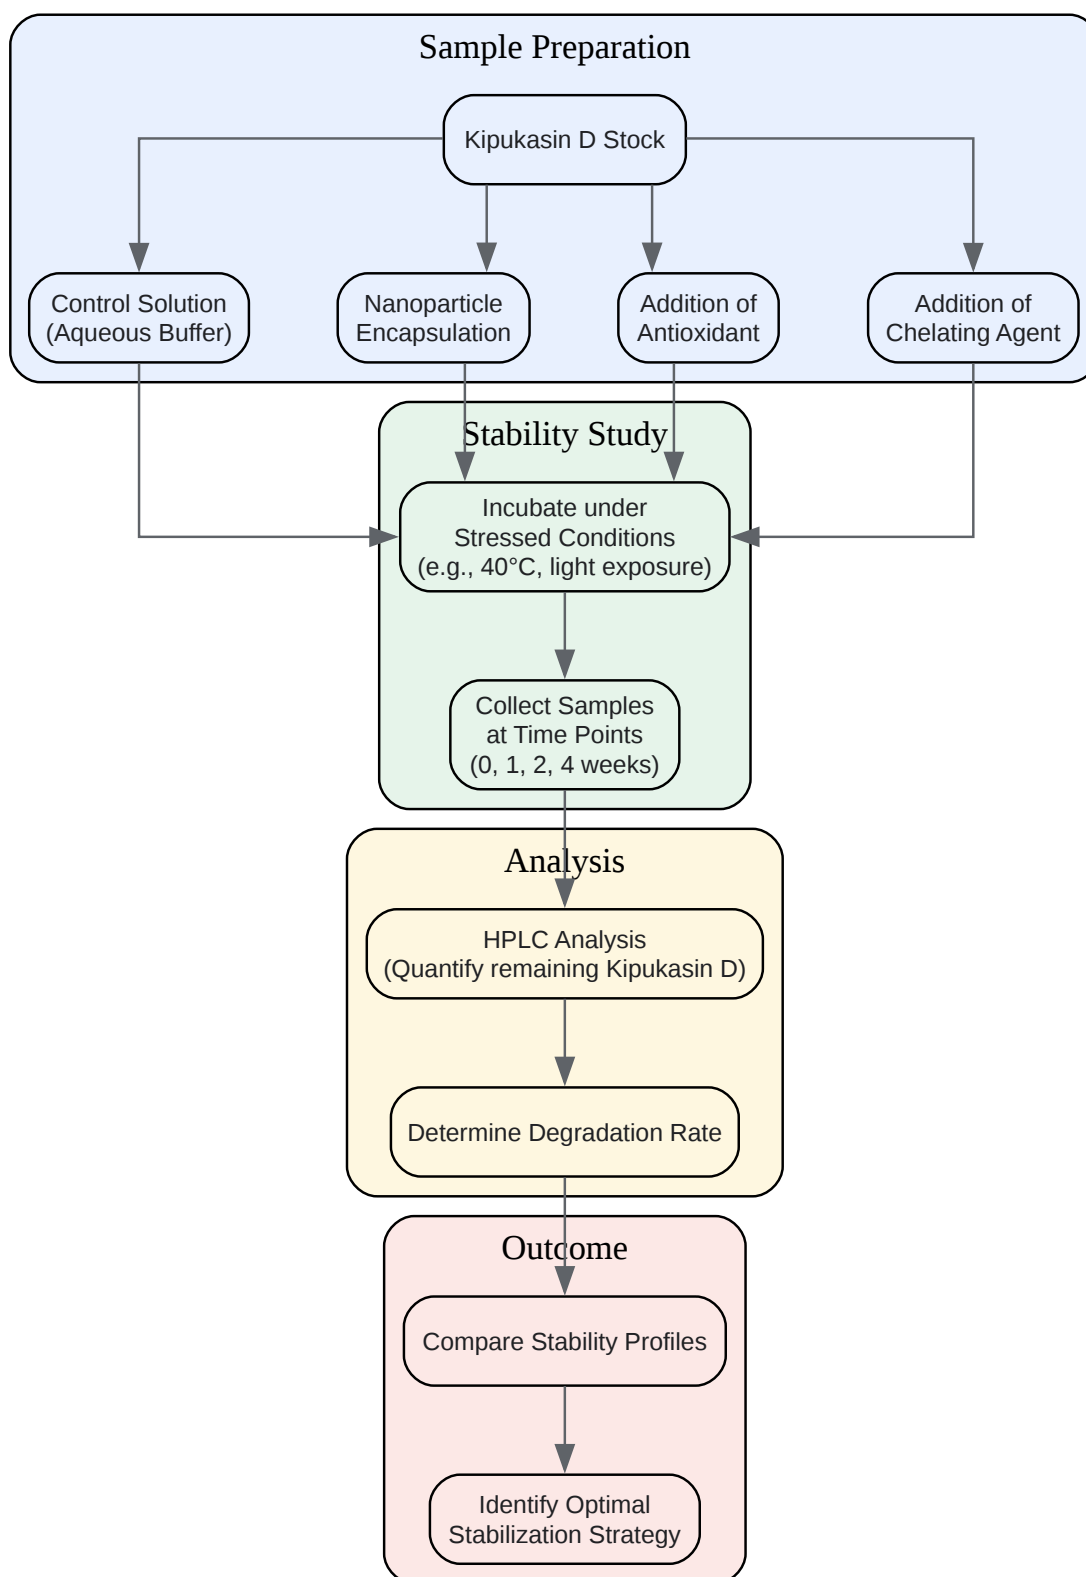 Sample Preparation
Kipukasin D Stock
Control Solution
(Aqueous Buffer)
Nanoparticle
Encapsulation
Addition of
Antioxidant
Addition of
Chelating Agent
Stability Study
Incubate under
Stressed Conditions
(e.g., 40°C, light exposure)
Collect Samples
at Time Points
(0, 1, 2, 4 weeks)
Analysis
HPLC Analysis
(Quantify remaining Kipukasin D)
Determine Degradation Rate
Outcome
Compare Stability Profiles
Identify Optimal
Stabilization Strategy